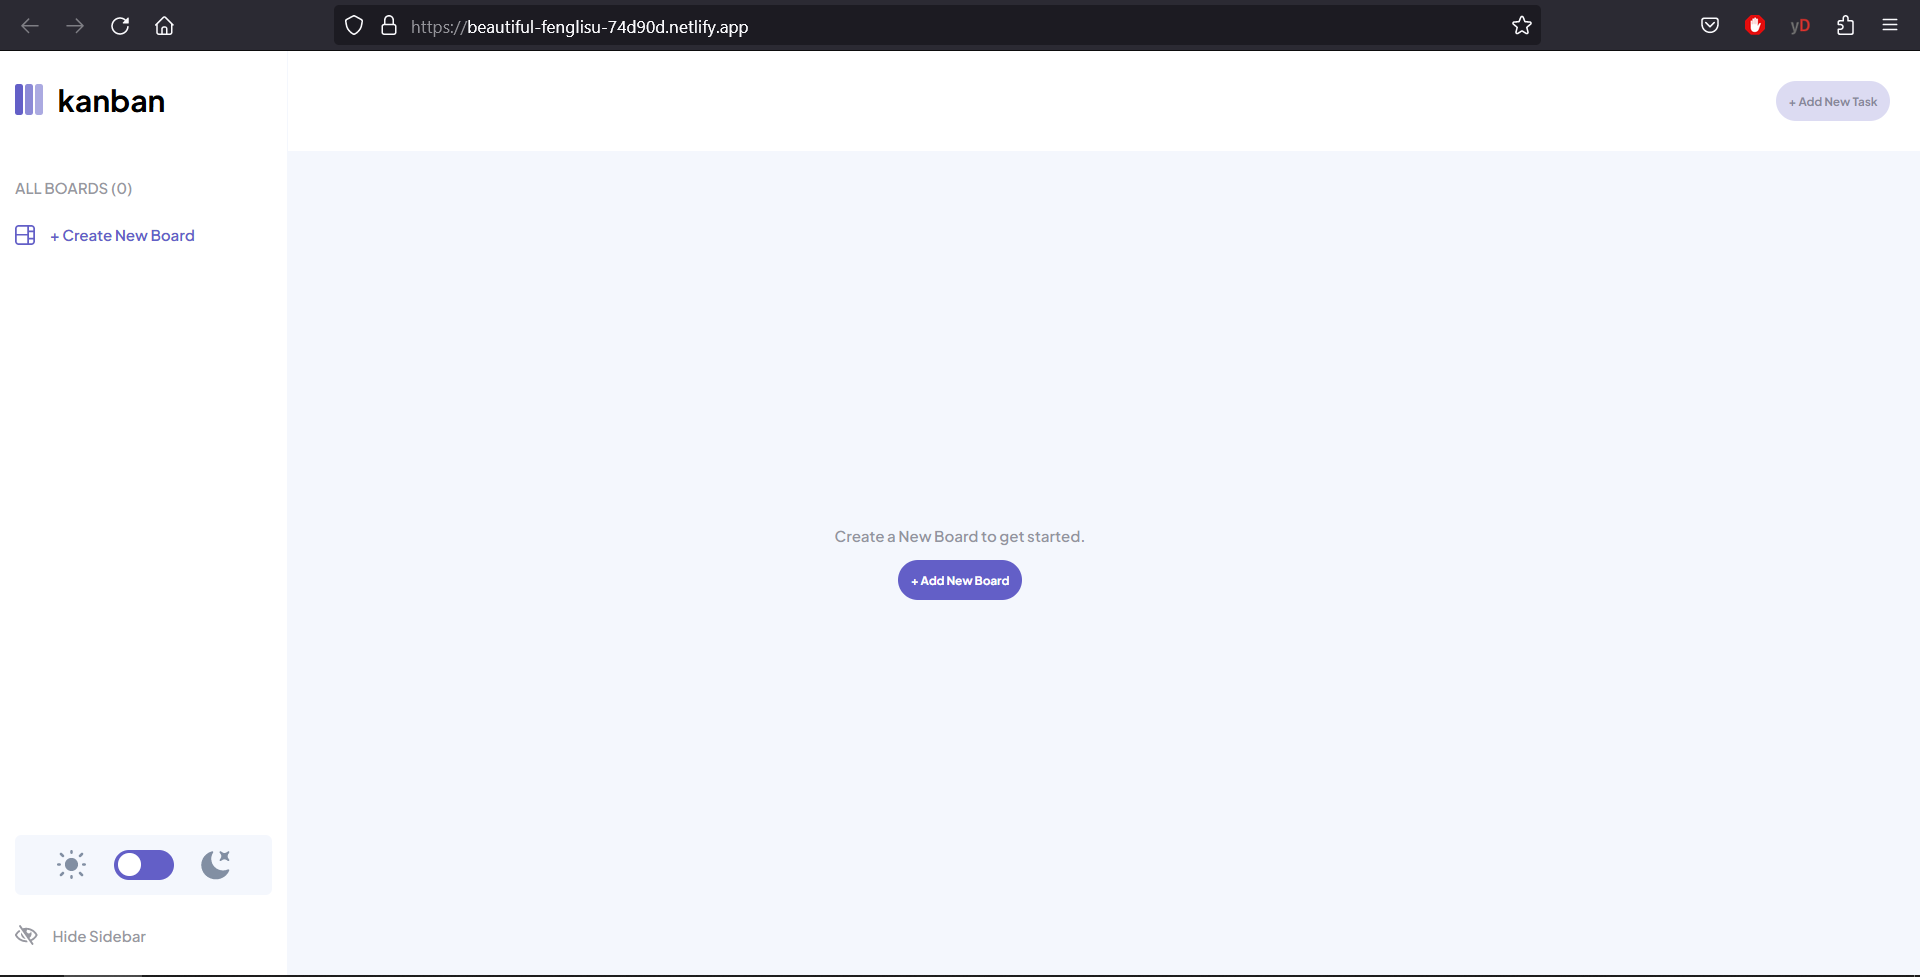 https://beautiful-fenglisu-74d90d.netlify.app
yD
kanban
+ Add New Task
ALL BOARDS (0)
+ Create New Board
Create a New Board to get started.
+ Add New Board
Hide Sidebar